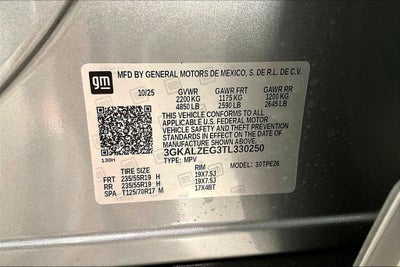 gm
MFD BY GENERAL MOTORS DE MEXICO, S. DE R.L. DE C.V.
10/25 GVWR GAWR FRT GAWR RR
2200 KG 1175 KG 1200 KG
4850 LB 2590 LB 2645 LB
THIS VEHICLE CONFORMS TO ALL
APPLICABLE U.S. FEDERAL MOTOR
VEHICLE SAFETY, BUMPER, AND THEFT
PREVENTION STANDARDS IN EFFECT ON
THE DATE OF MANUFACTURE SHOWN ABOVE.
3GKALZEG3TL330250
130H TYPE: MPV MODEL: 30TPE26
TIRE SIZE RIM
FRT 235/55R19 H 19X7.5J
RR 235/55R19 H 19X7.5J
SPA T125/70R17 M 17X4BT